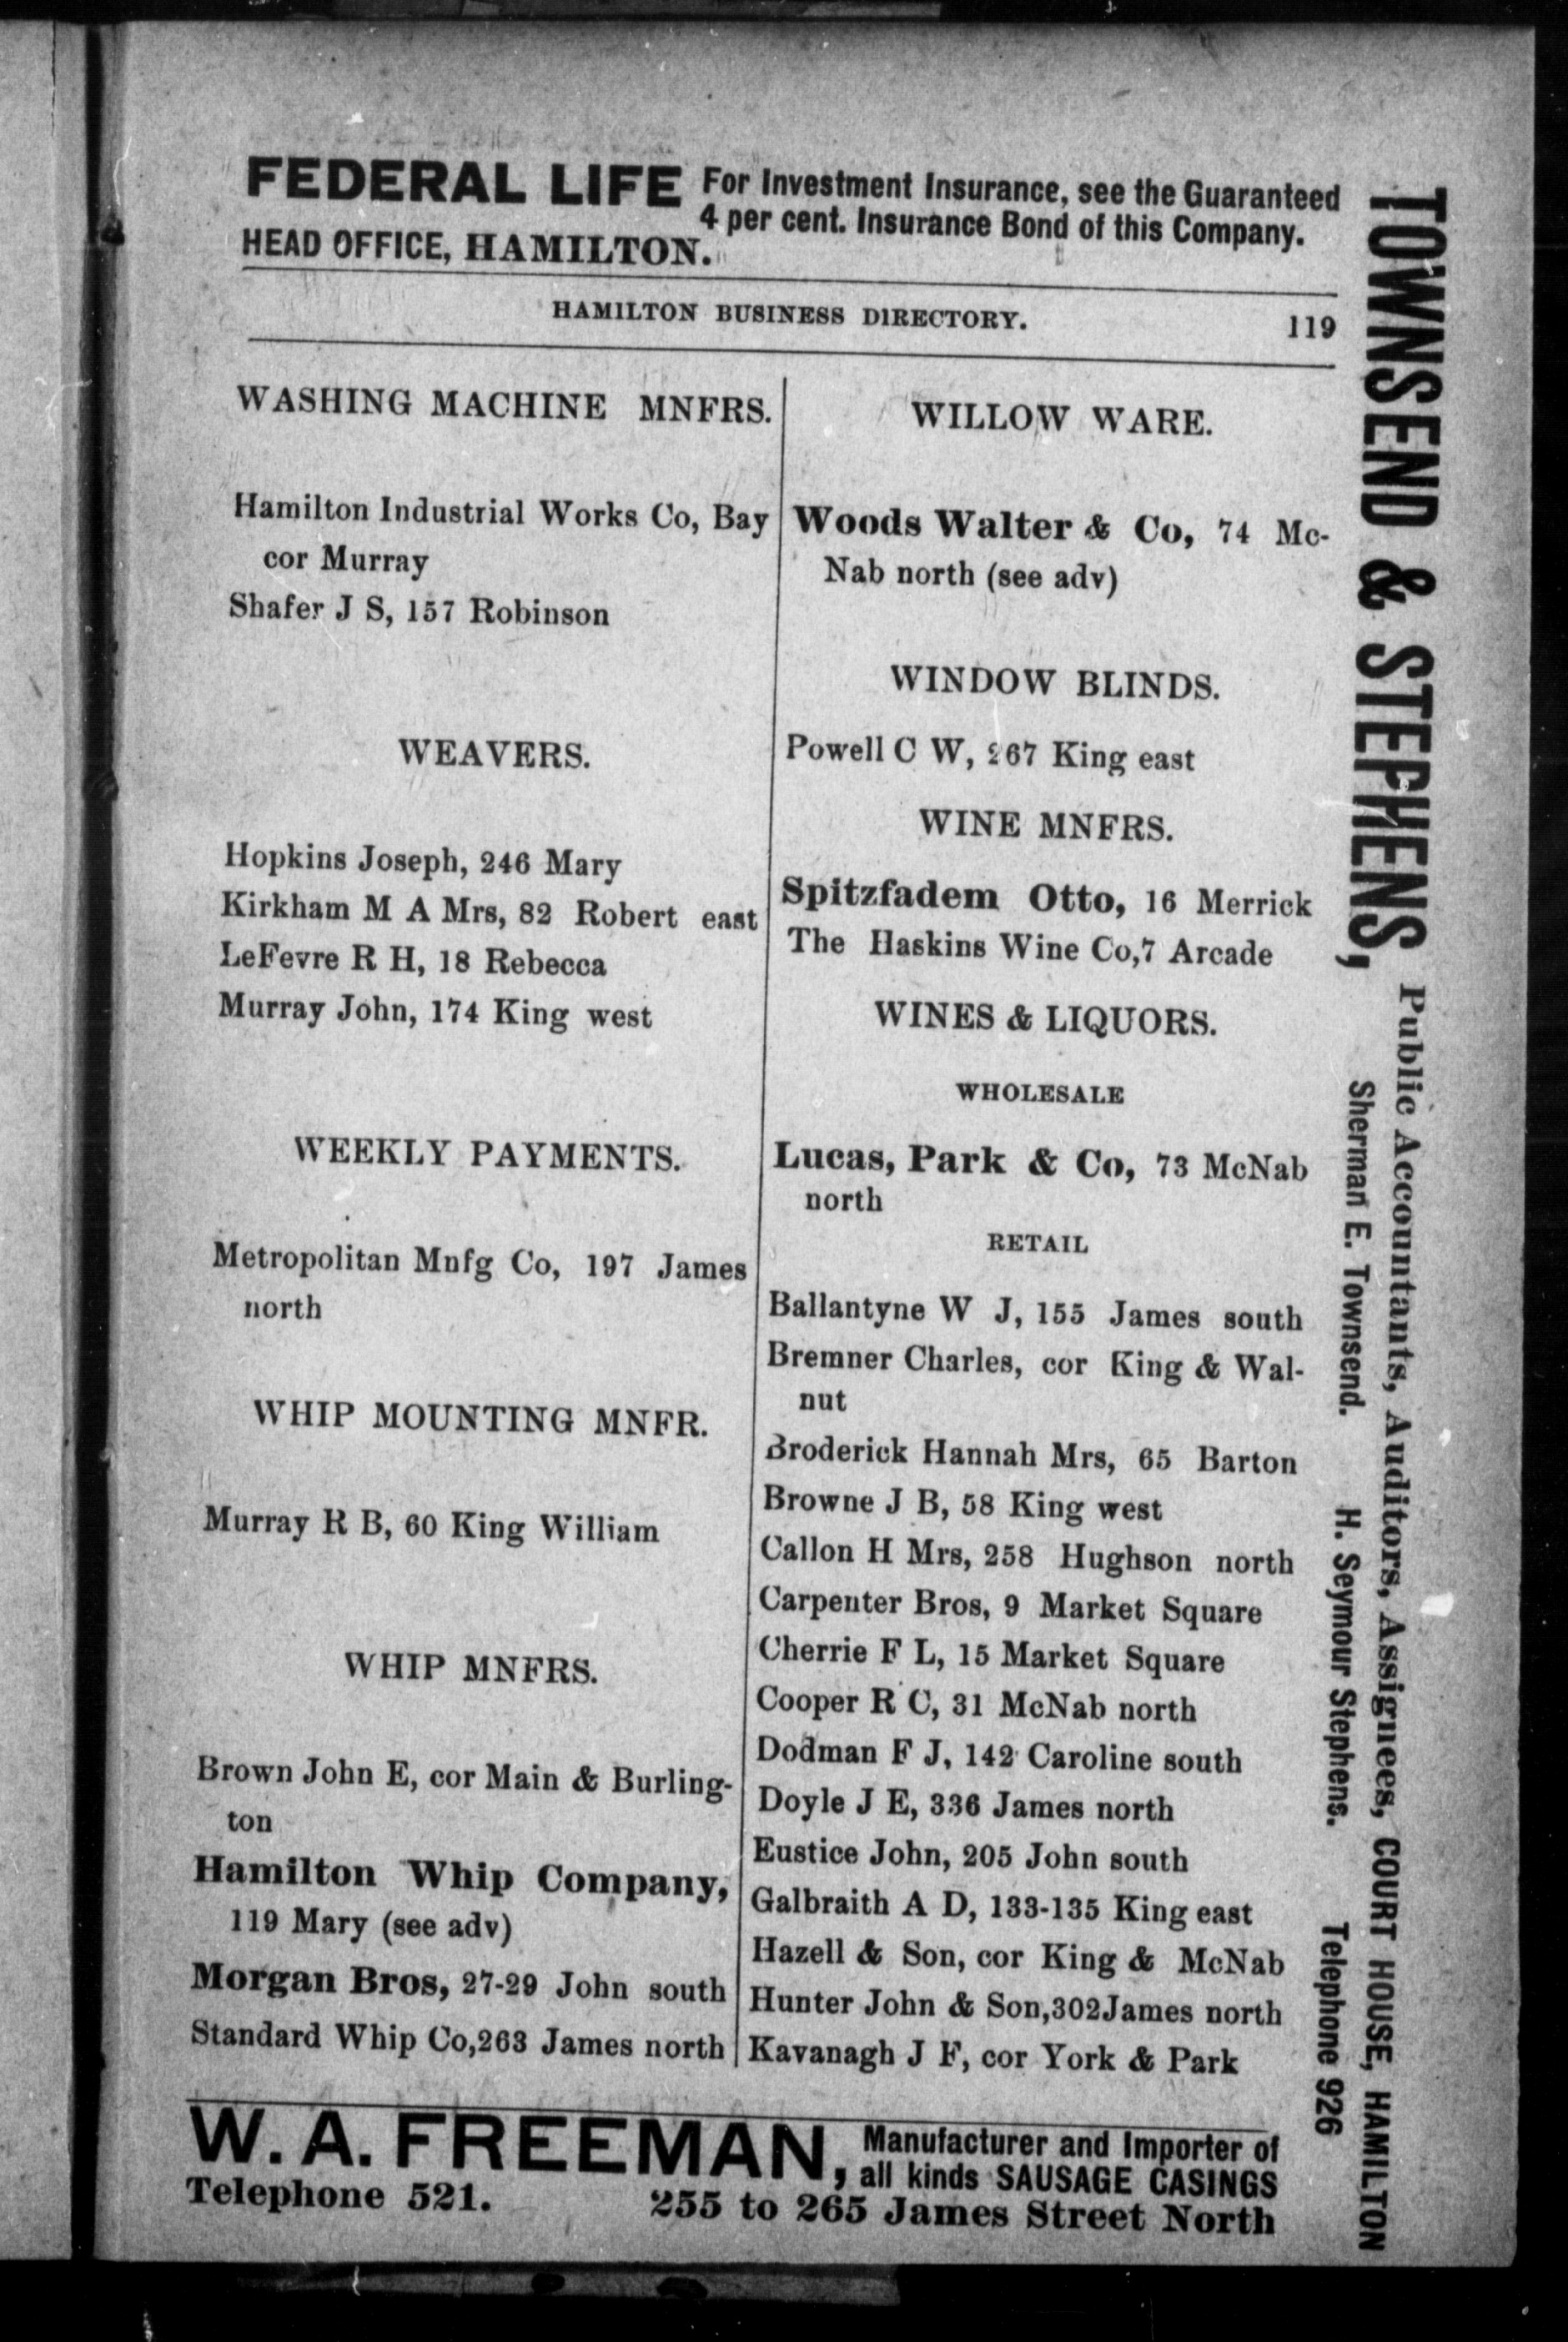 FEDERAL LIFE For Investment Insurance, see the Guaranteed
4 per cent. Insurance Bond of this Company.
HEAD OFFICE, HAMILTON.
HAMILTON BUSINESS DIRECTORY. 119
WASHING MACHINE MNFRS.
Hamilton Industrial Works Co, Bay
cor Murray
Shafer J S, 157 Robinson
WEAVERS.
Hopkins Joseph, 246 Mary
Kirkham M A Mrs, 82 Robert east
LeFevre R H, 18 Rebecca
Murray John, 174 King west
WEEKLY PAYMENTS.
Metropolitan Mnfg Co, 197 James
north
WHIP MOUNTING MNFR.
Murray R B, 60 King William
WHIP MNFRS.
Brown John E, cor Main & Burling-
ton
Hamilton Whip Company,
119 Mary (see adv)
Morgan Bros, 27-29 John south
Standard Whip Co,263 James north
WILLOW WARE.
Woods Walter & Co, 74 Mc-
Nab north (see adv)
WINDOW BLINDS.
Powell C W, 267 King east
WINE MNFRS.
Spitzfadem Otto, 16 Merrick
The Haskins Wine Co,7 Arcade
WINES & LIQUORS.
WHOLESALE
Lucas, Park & Co, 73 McNab
north
RETAIL
Ballantyne W J, 155 James south
Bremner Charles, cor King & Wal-
nut
Broderick Hannah Mrs, 65 Barton
Browne J B, 58 King west
Callon H Mrs, 258 Hughson north
Carpenter Bros, 9 Market Square
Cherrie F L, 15 Market Square
Cooper R C, 31 McNab north
Dodman F J, 142 Caroline south
Doyle J E, 336 James north
Eustice John, 205 John south
Galbraith A D, 133-135 King east
Hazell & Son, cor King & McNab
Hunter John & Son,302James north
Kavanagh J F, cor York & Park
W. A. FREEMAN, Manufacturer and Importer of
all kinds SAUSAGE CASINGS
Telephone 521. 255 to 265 James Street North
TOWNSEND & STEPHENS, Public Accountants, Auditors, Assignees, COURT HOUSE, HAMILTON
Sherman E. Townsend. H. Seymour Stephens. Telephone 926